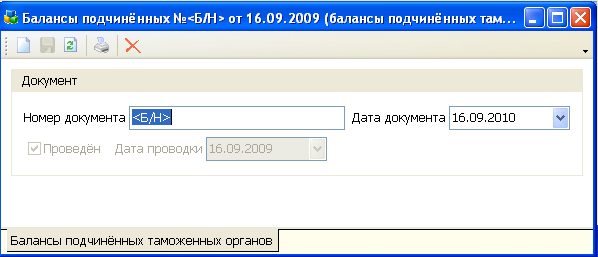 Балансы подчинённых №<Б/Н> от 16.09.2009 (балансы подчинённых там...
Документ
Номер документа <Б/Н> Дата документа 16.09.2010
Проведён Дата проводки 16.09.2009
Балансы подчинённых таможенных органов